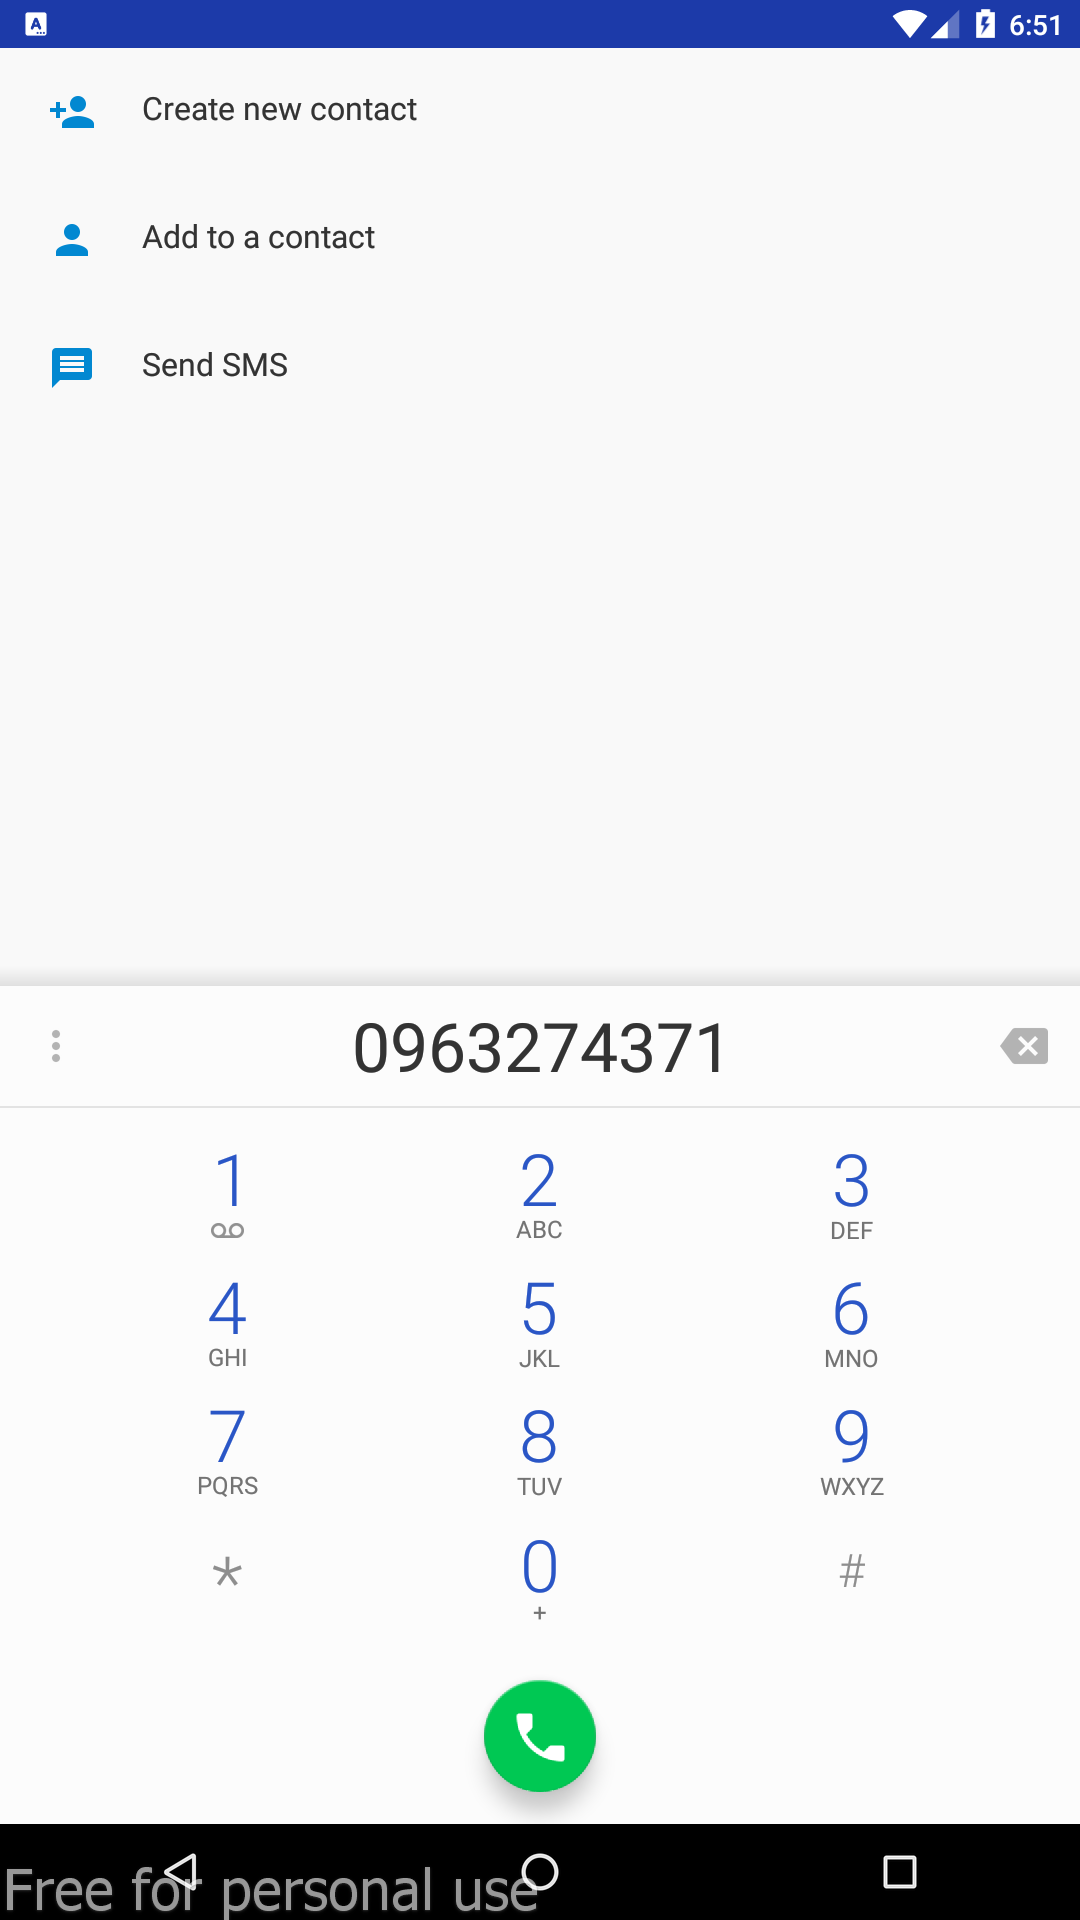 6:51
Create new contact
Add to a contact
Send SMS
0963274371
1 2 3
ABC DEF
4 5 6
GHI JKL MNO
7 8 9
PQRS TUV WXYZ
* 0 #
+
Free for personal use